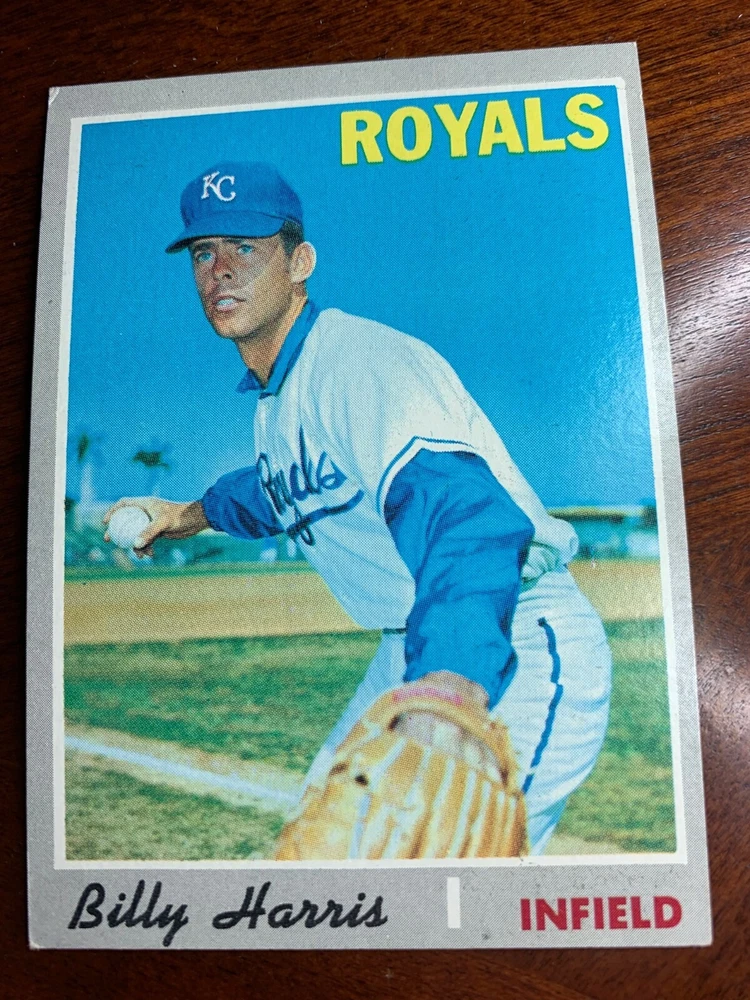 ROYALS
KC
Royals
Billy Harris
INFIELD